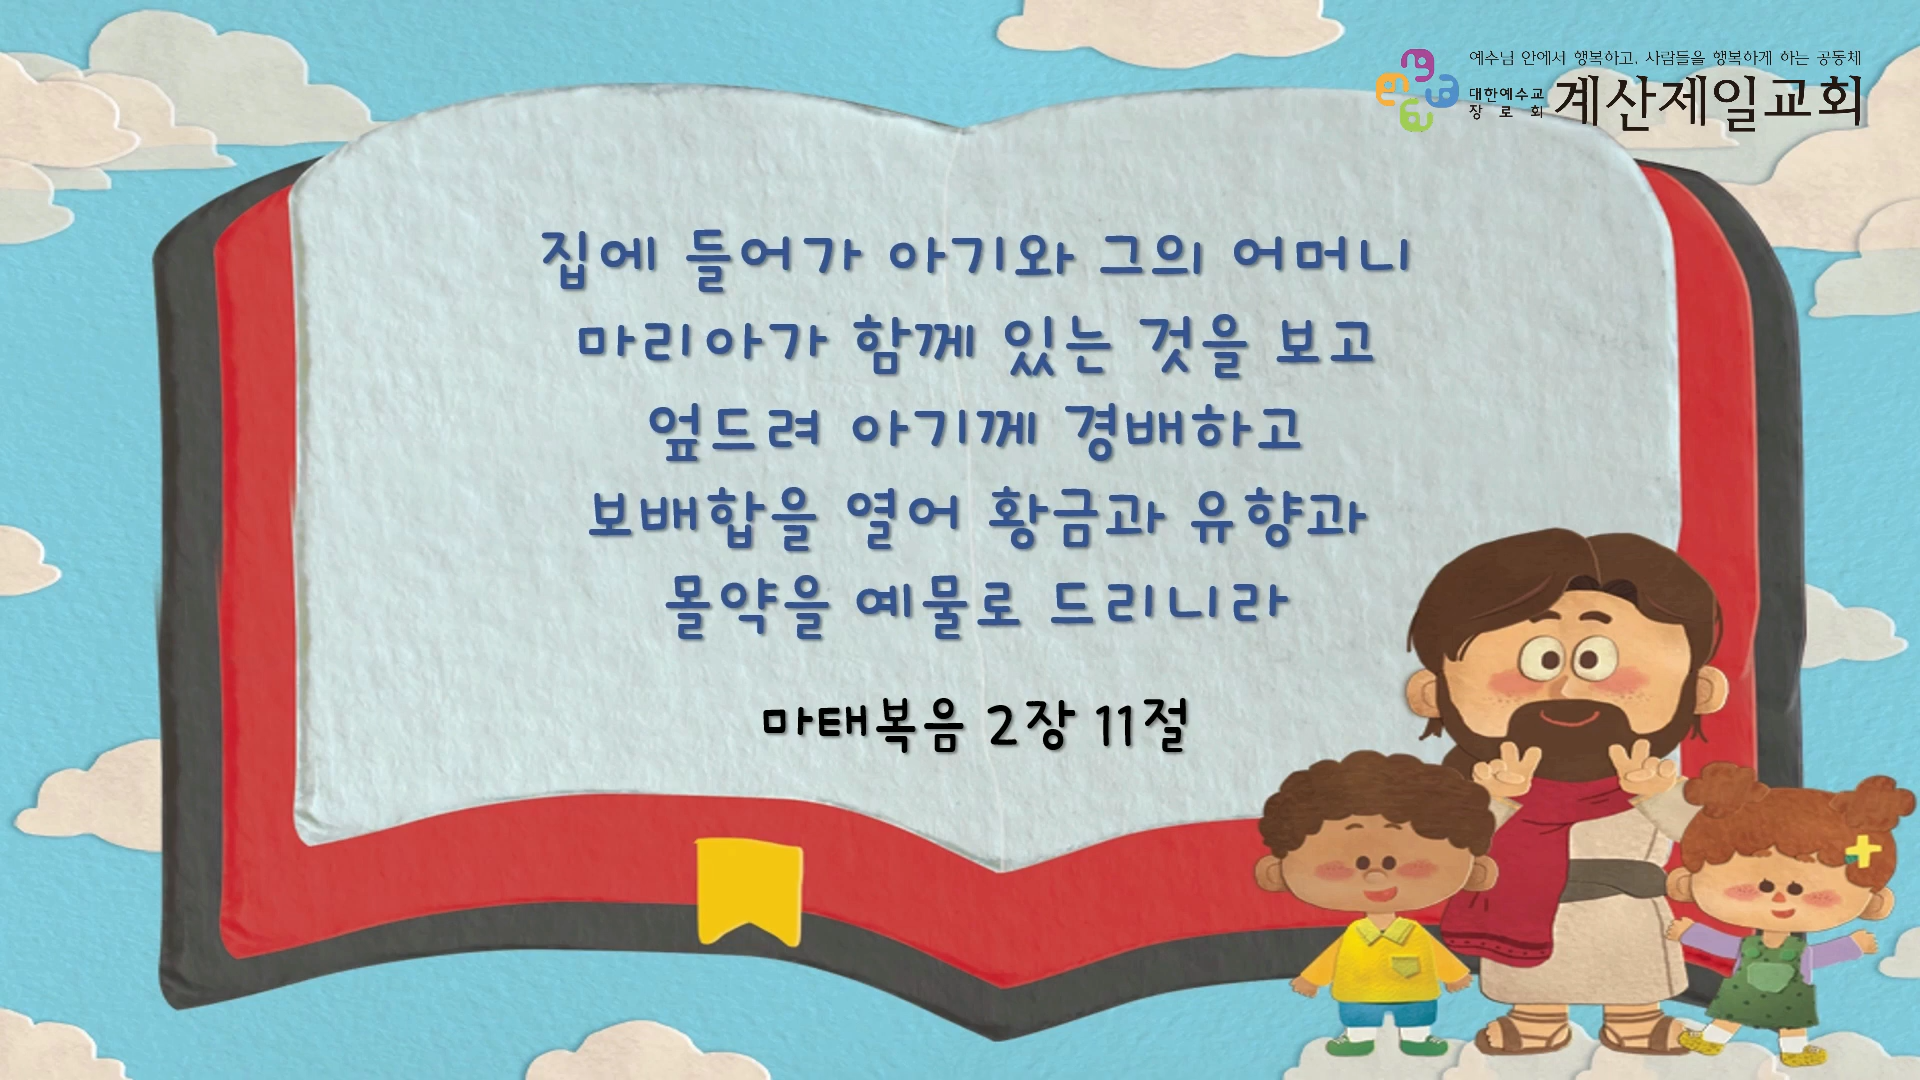 예수님 안에서 행복하고, 사람들을 행복하게 하는 공동체
대한예수교
장로회
계산제일교회
집에 들어가 아기와 그의 어머니
마리아가 함께 있는 것을 보고
엎드려 아기께 경배하고
보배합을 열어 황금과 유향과
몰약을 예물로 드리니라
마태복음 2장 11절